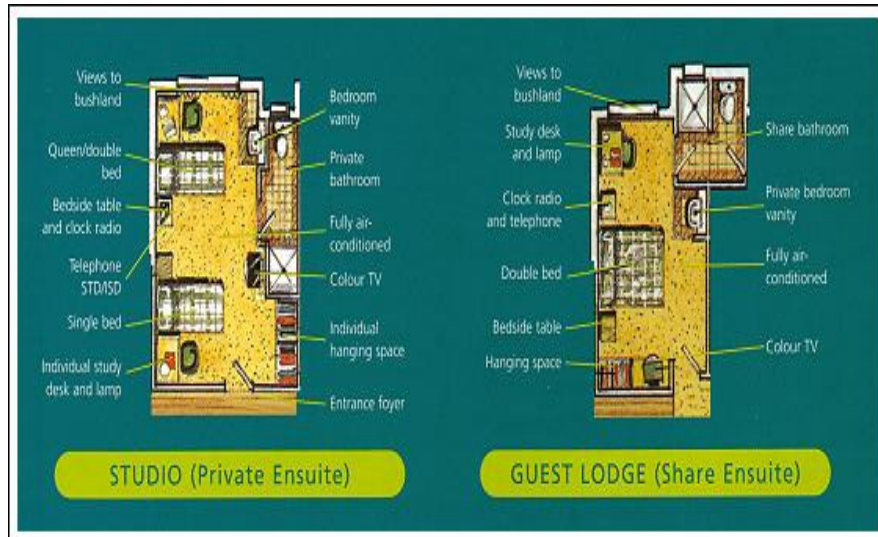 Views to
bushland
Queen/double
bed
Bedside table
and clock radio
Telephone
STD/ISD
Single bed
Individual study
desk and lamp
Bedroom
vanity
Private
bathroom
Fully air-
conditioned
Colour TV
Individual
hanging space
Entrance foyer
STUDIO (Private Ensuite)
Views to
bushland
Study desk
and lamp
Clock radio
and telephone
Double bed
Bedside table
Hanging space
Share bathroom
Private bedroom
vanity
Fully air-
conditioned
Colour TV
GUEST LODGE (Share Ensuite)